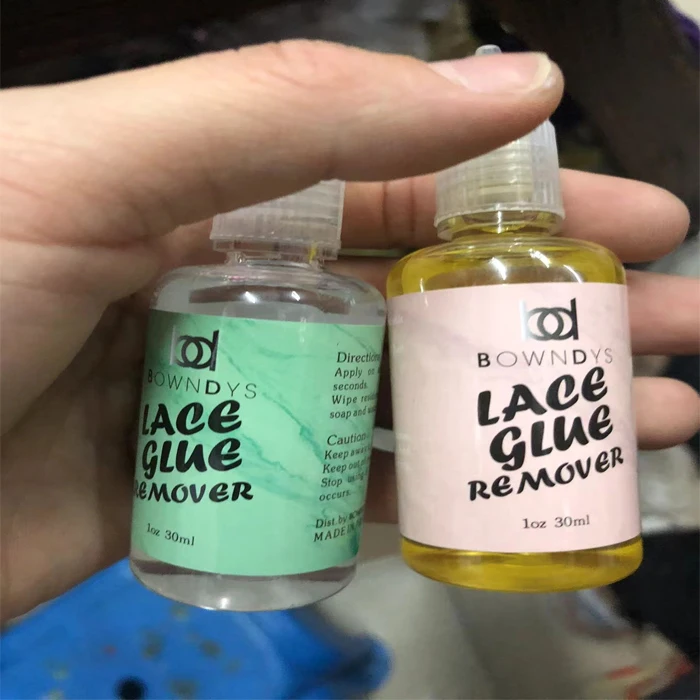 bd
BOWNDYS
LACE
GLUE
REMOVER
1oz 30ml
Directions
Apply
seconds.
Wipe
soap and
Caution
Keep away
Keep out
Stop
occurs.
Dist. by
MADE IN
bd
BOWNDYS
LACE
GLUE
REMOVER
1oz 30ml